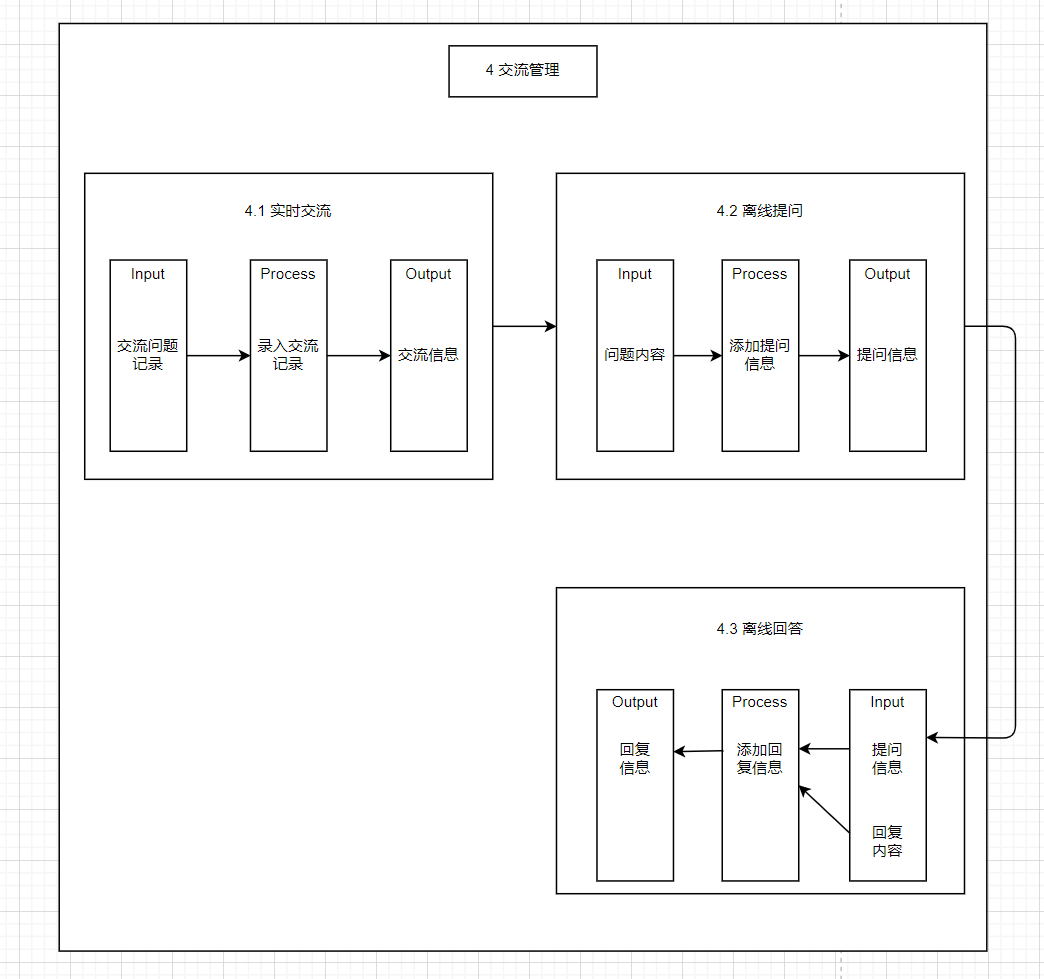 4 交流管理
4.1 实时交流
Input
交流问题
记录
Process
录入交流
记录
Output
交流信息
4.2 离线提问
Input
问题内容
Process
添加提问
信息
Output
提问信息
4.3 离线回答
Output
回复
信息
Process
添加回
复信息
Input
提问
信息
回复
内容